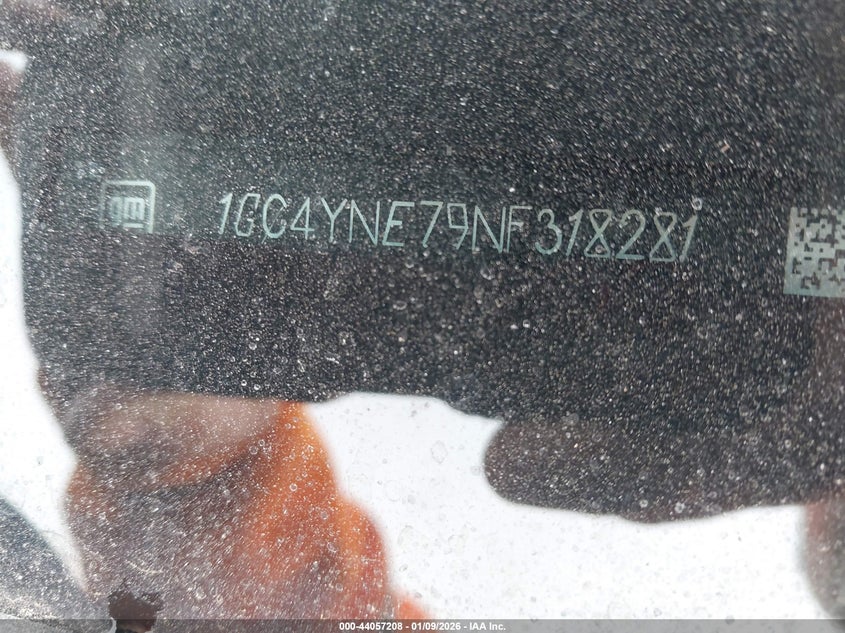 GM 1GC4YNE79NF318281
000-44057208 - 01/09/2026 - IAA Inc.